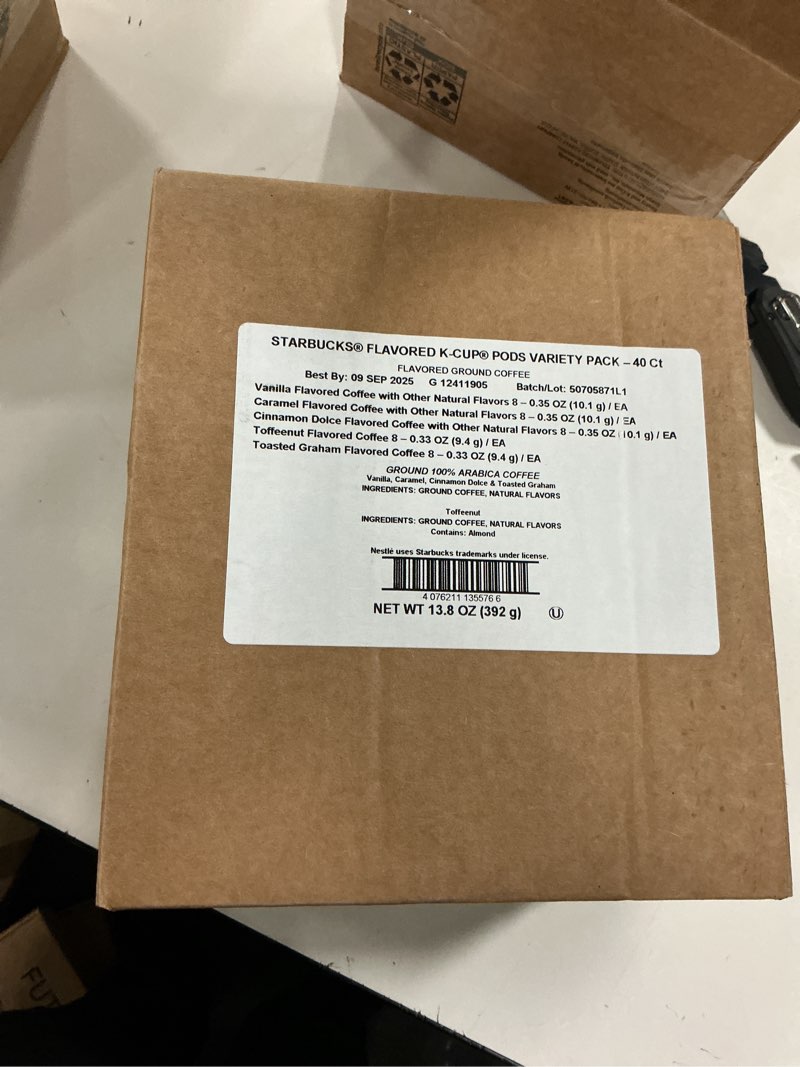 STARBUCKS® FLAVORED K-CUP® PODS VARIETY PACK – 40 Ct
FLAVORED GROUND COFFEE
Best By: 09 SEP 2025 G 12411905 Batch/Lot: 50705871L1
Vanilla Flavored Coffee with Other Natural Flavors 8 – 0.35 OZ (10.1 g) / EA
Caramel Flavored Coffee with Other Natural Flavors 8 – 0.35 OZ (10.1 g) / EA
Cinnamon Dolce Flavored Coffee with Other Natural Flavors 8 – 0.35 OZ (10.1 g) / EA
Toffeenut Flavored Coffee 8 – 0.33 OZ (9.4 g) / EA
Toasted Graham Flavored Coffee 8 – 0.33 OZ (9.4 g) / EA
GROUND 100% ARABICA COFFEE
Vanilla, Caramel, Cinnamon Dolce & Toasted Graham
INGREDIENTS: GROUND COFFEE, NATURAL FLAVORS
Toffeenut
INGREDIENTS: GROUND COFFEE, NATURAL FLAVORS
Contains: Almond
Nestlé uses Starbucks trademarks under license.
4 076211 135576 6
NET WT 13.8 OZ (392 g) U
FUT